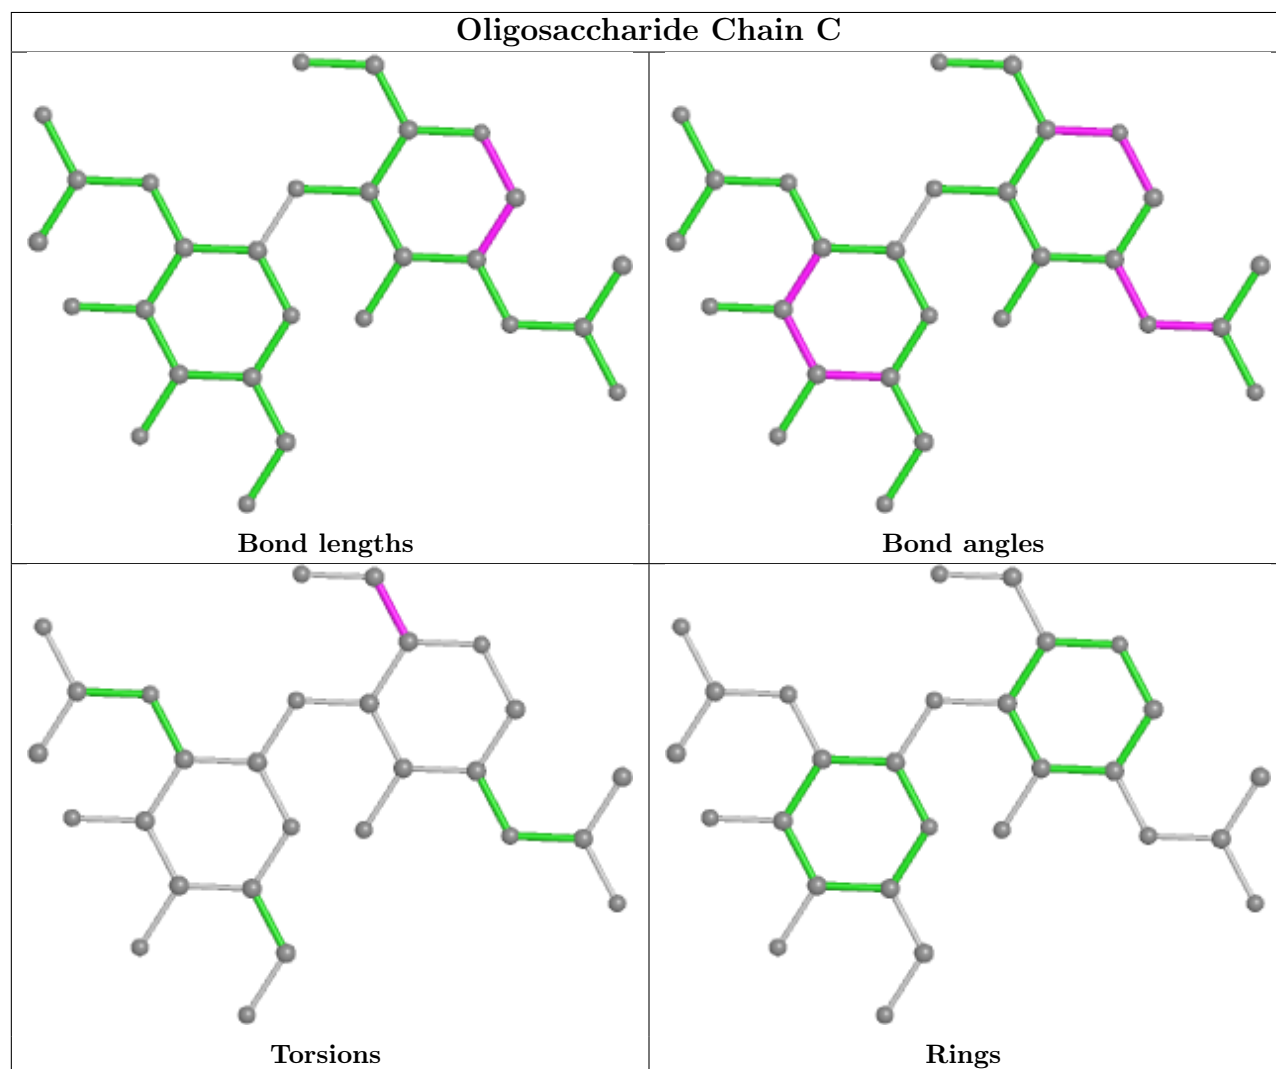 Oligosaccharide Chain C
Bond lengths
Bond angles
Torsions
Rings